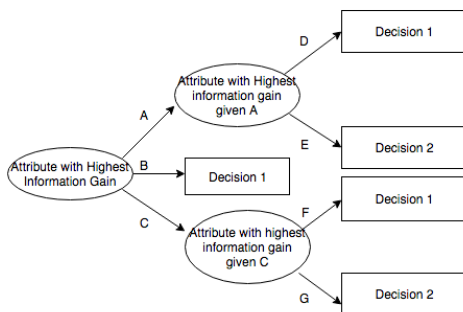 D
Decision 1
Attribute with Highest
information gain
given A
A
E
Decision 2
Attribute with Highest
Information Gain
B
Decision 1
C
F
Decision 1
Attribute with highest
information gain
given C
G
Decision 2